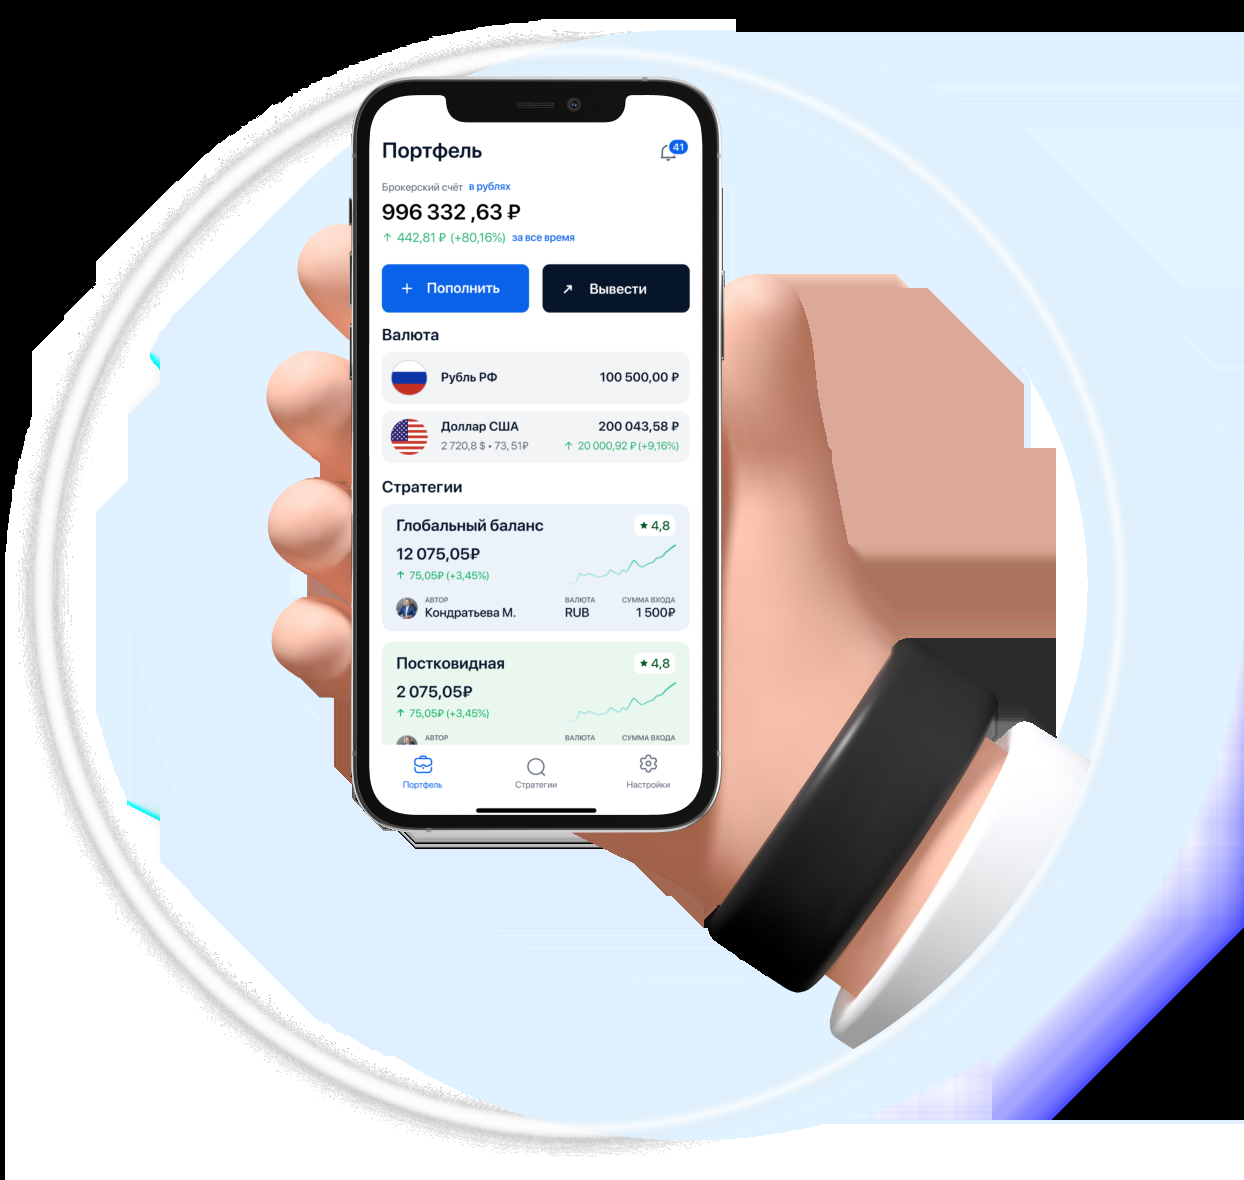 Портфель
41
Брокерский счёт в рублях
996 332 ,63 ₽
↑ 442,81 ₽ (+80,16%) за все время
+ Пополнить
↗ Вывести
Валюта
Рубль РФ 100 500,00 ₽
Доллар США 200 043,58 ₽
2 720,8 $ • 73, 51₽ ↑ 20 000,92 ₽ (+9,16%)
Стратегии
Глобальный баланс ★ 4,8
12 075,05₽
↑ 75,05₽ (+3,45%)
АВТОР ВАЛЮТА СУММА ВХОДА
Кондратьева М. RUB 1 500₽
Постковидная ★ 4,8
2 075,05₽
↑ 75,05₽ (+3,45%)
АВТОР ВАЛЮТА СУММА ВХОДА
Портфель Стратегии Настройки